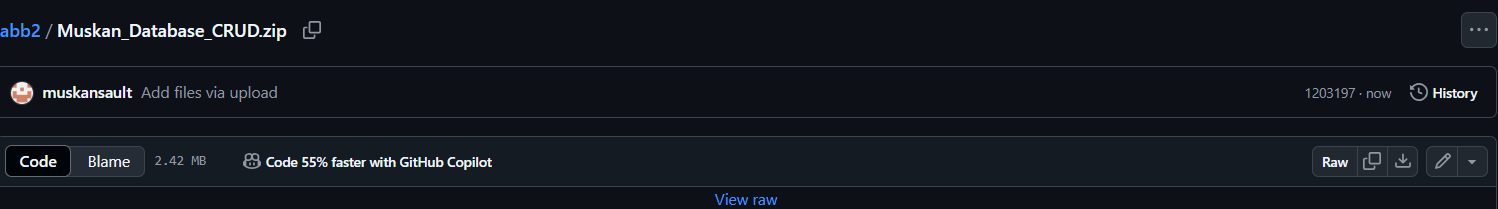 abb2 / Muskan_Database_CRUD.zip
muskansault Add files via upload 1203197 · now History
Code Blame 2.42 MB Code 55% faster with GitHub Copilot Raw
View raw